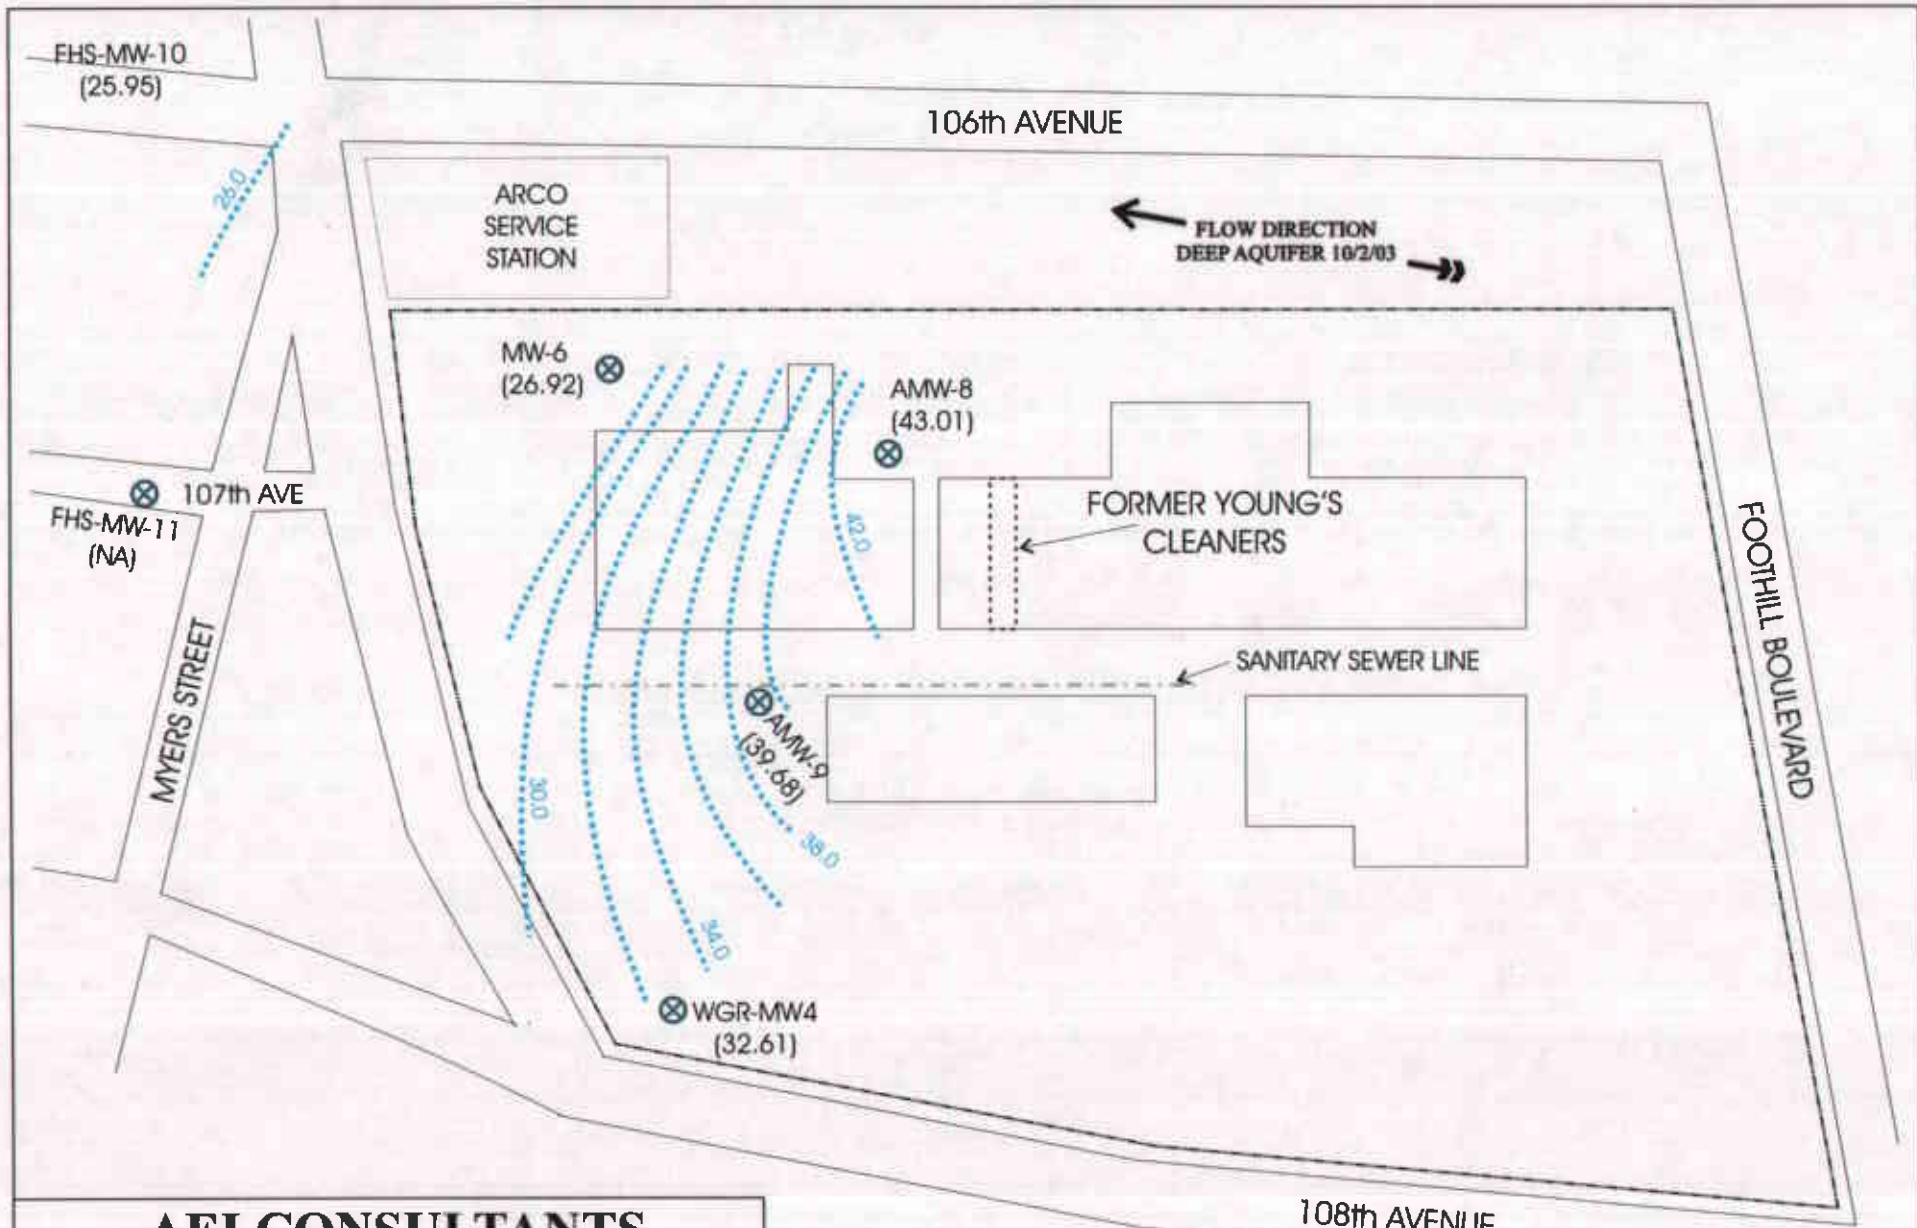 FHS-MW-10
(25.95)
106th AVENUE
26.0
ARCO
SERVICE
STATION
FLOW DIRECTION
DEEP AQUIFER 10/2/03
MW-6
(26.92)
AMW-8
(43.01)
107th AVE
FHS-MW-11
(NA)
FORMER YOUNG'S
CLEANERS
42.0
FOOTHILL BOULEVARD
SANITARY SEWER LINE
MYERS STREET
AMW-9
(39.68)
30.0
38.0
34.0
WGR-MW4
(32.61)
AEI CONSULTANTS
108th AVENUE